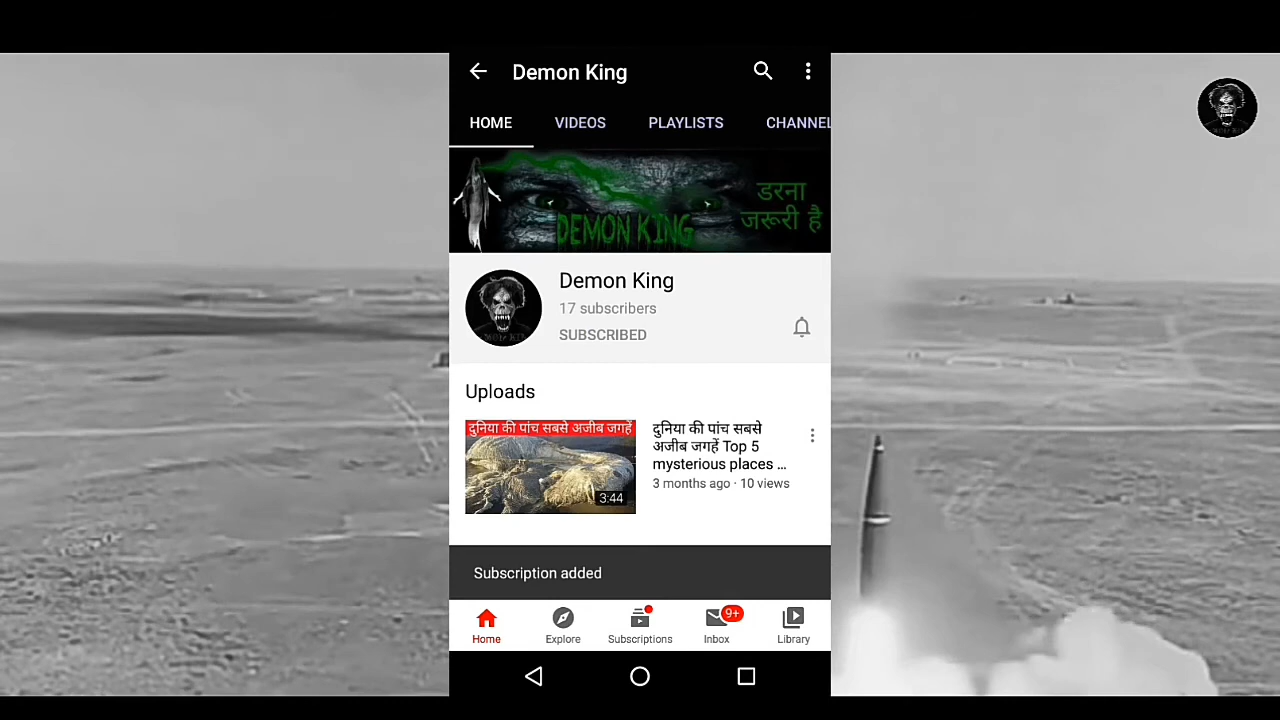 Demon King
HOME VIDEOS PLAYLISTS CHANNEL
डरना
जरूरी है
DEMON KING
Demon King
17 subscribers
SUBSCRIBED
Uploads
दुनिया की पांच सबसे अजीब जगहें
3:44
दुनिया की पांच सबसे
अजीब जगहें Top 5
mysterious places ...
3 months ago · 10 views
Subscription added
9+
Home Explore Subscriptions Inbox Library